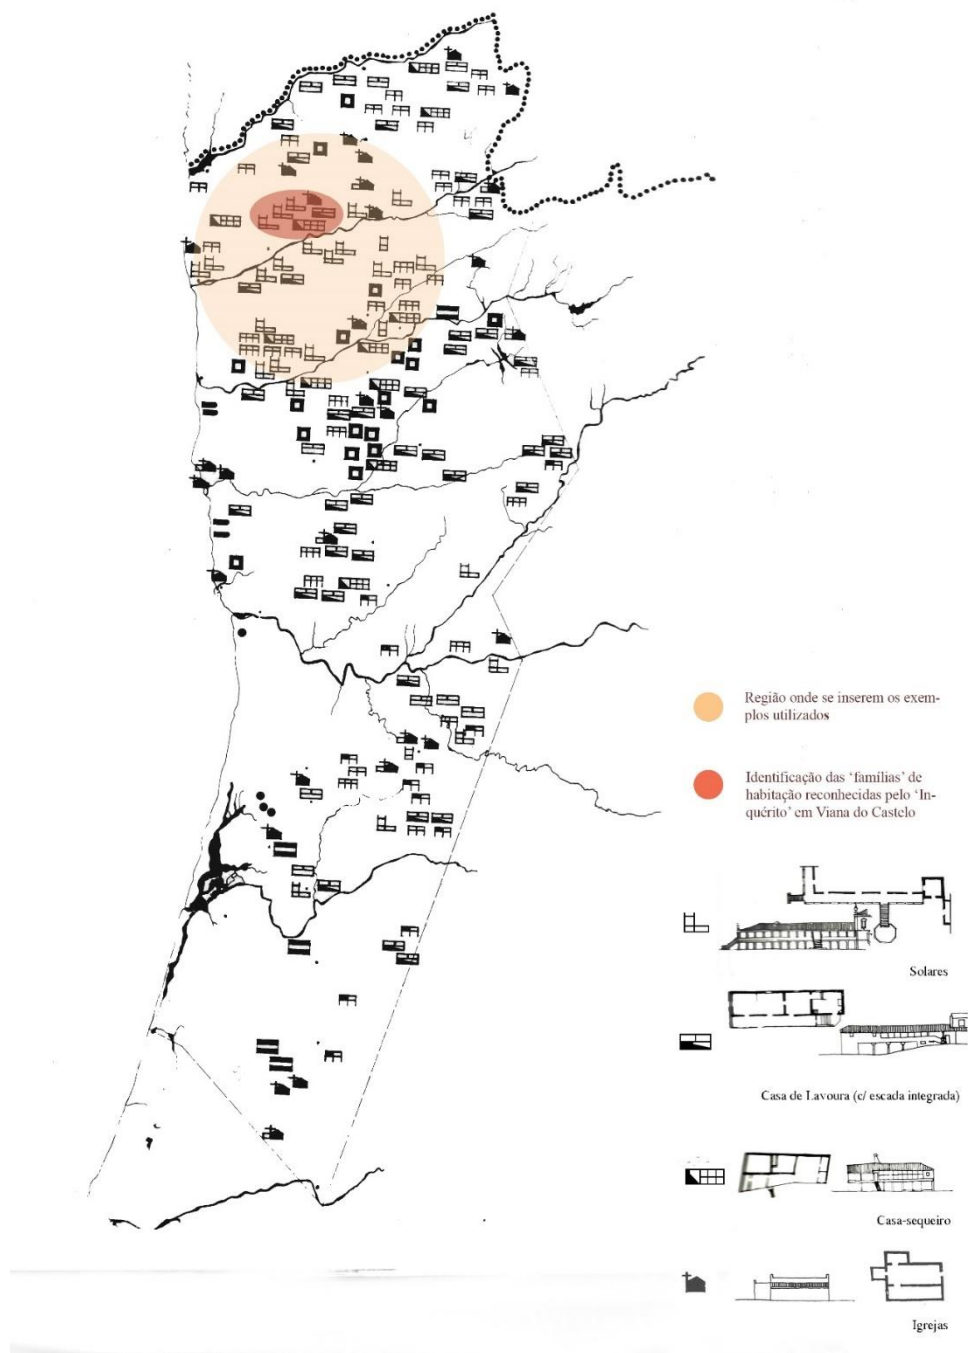 Região onde se inserem os exem-
plos utilizados
Identificação das ‘famílias’ de
habitação reconhecidas pelo ‘In-
quérito’ em Viana do Castelo
Solares
Casa de Lavoura (c/ escada integrada)
Casa-sequeiro
Igrejas